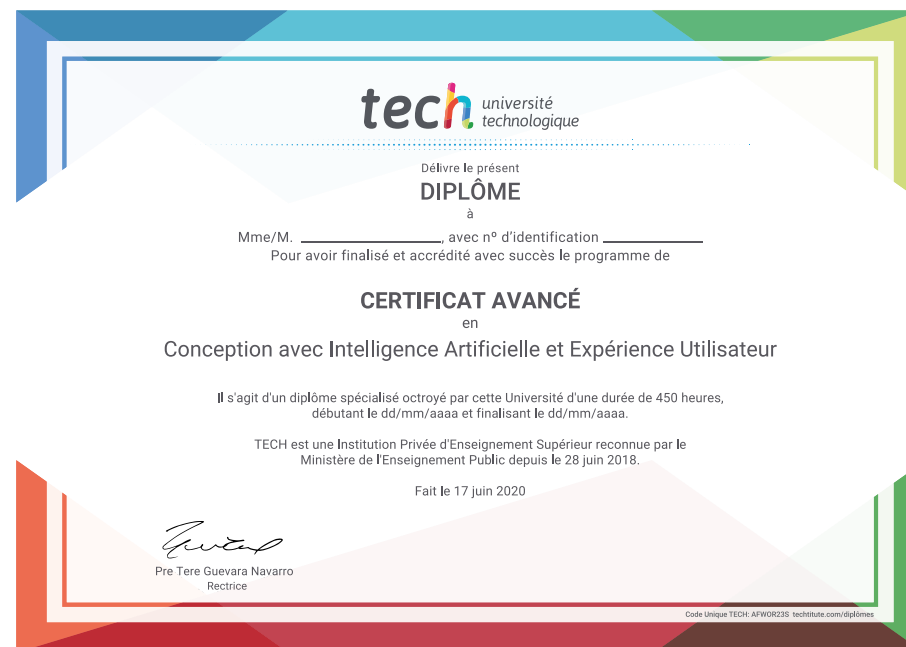 tech université
technologique
Délivre le présent
DIPLÔME
à
Mme/M. ____________________, avec nº d'identification ______________
Pour avoir finalisé et accrédité avec succès le programme de
CERTIFICAT AVANCÉ
en
Conception avec Intelligence Artificielle et Expérience Utilisateur
Il s'agit d'un diplôme spécialisé octroyé par cette Université d'une durée de 450 heures,
débutant le dd/mm/aaaa et finalisant le dd/mm/aaaa.
TECH est une Institution Privée d'Enseignement Supérieur reconnue par le
Ministère de l'Enseignement Public depuis le 28 juin 2018.
Fait le 17 juin 2020
Pre Tere Guevara Navarro
Rectrice
Code Unique TECH: AFWOR23S techtitute.com/diplômes